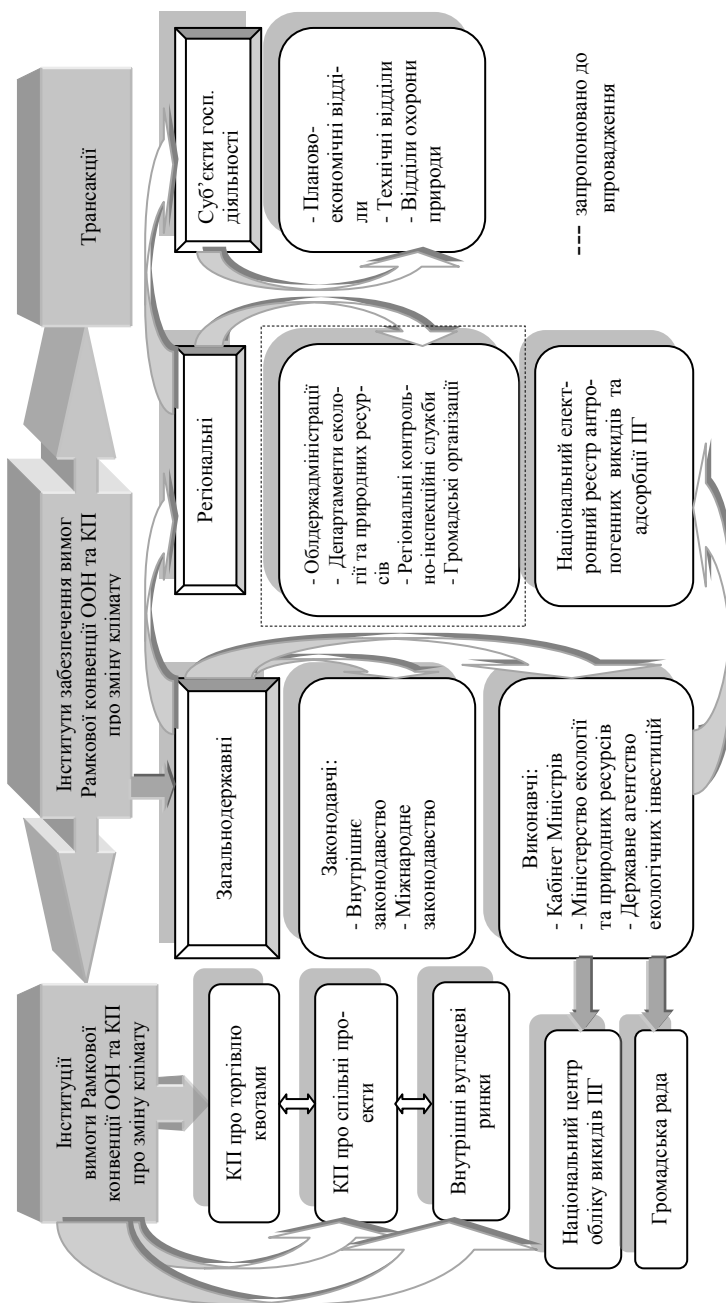 Інституції
вимоги Рамкової
конвенції ООН та КП
про зміну клімату
Інститути забезпечення вимог
Рамкової конвенції ООН та КП
про зміну клімату
Трансакції
КП про торгівлю
квотами
КП про спільні про-
екти
Внутрішні вуглецеві
ринки
Національний центр
обліку викидів ПГ
Громадська рада
Загальнодержавні
Законодавчі:
- Внутрішнє
законодавство
- Міжнародне
законодавство
Виконавчі:
- Кабінет Міністрів
- Міністерство екології
та природних ресурсів
- Державне агентство
екологічних інвестицій
Регіональні
- Облдержадміністрації
- Департаменти еколо-
гії та природних ресур-
сів
- Регіональні контроль-
но-інспекційні служби
- Громадські організації
Національний елект-
ронний реєстр антро-
погенних викидів та
адсорбції ПГ
Суб’єкти госп.
діяльності
- Планово-
економічні відді-
ли
- Технічні відділи
- Відділи охорони
природи
--- запропоновано до
впровадження